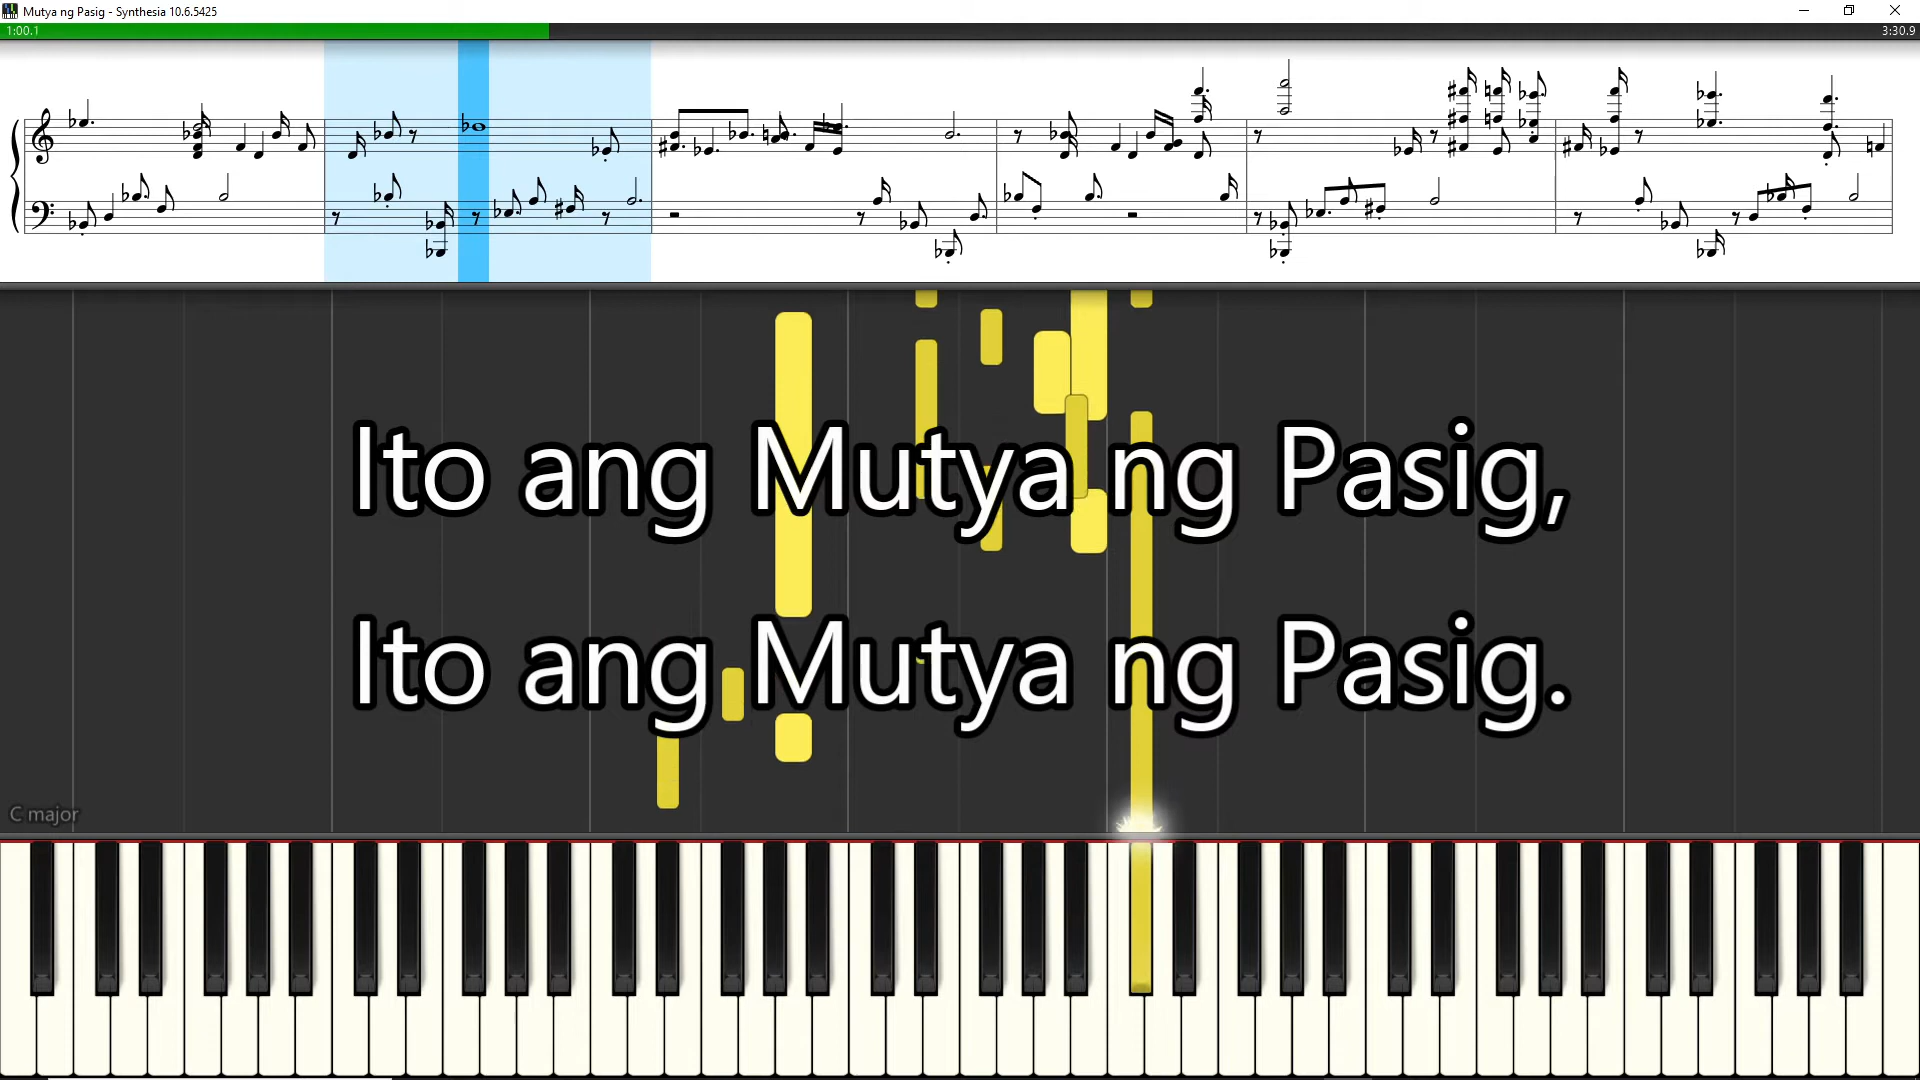 Mutya ng Pasig - Synthesia 10.6.5425
1:00.1
3:30.9
Ito ang Mutya ng Pasig,
Ito ang Mutya ng Pasig.
C major